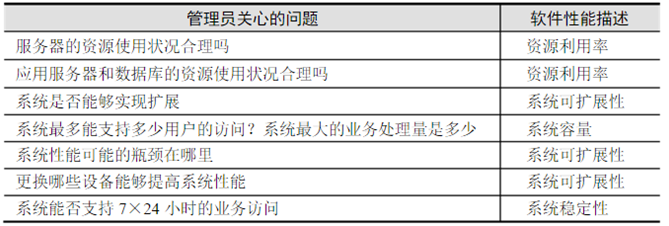 管理员关心的问题 软件性能描述
服务器的资源使用状况合理吗 资源利用率
应用服务器和数据库的资源使用状况合理吗 资源利用率
系统是否能够实现扩展 系统可扩展性
系统最多能支持多少用户的访问？系统最大的业务处理量是多少 系统容量
系统性能可能的瓶颈在哪里 系统可扩展性
更换哪些设备能够提高系统性能 系统可扩展性
系统能否支持 7×24 小时的业务访问 系统稳定性